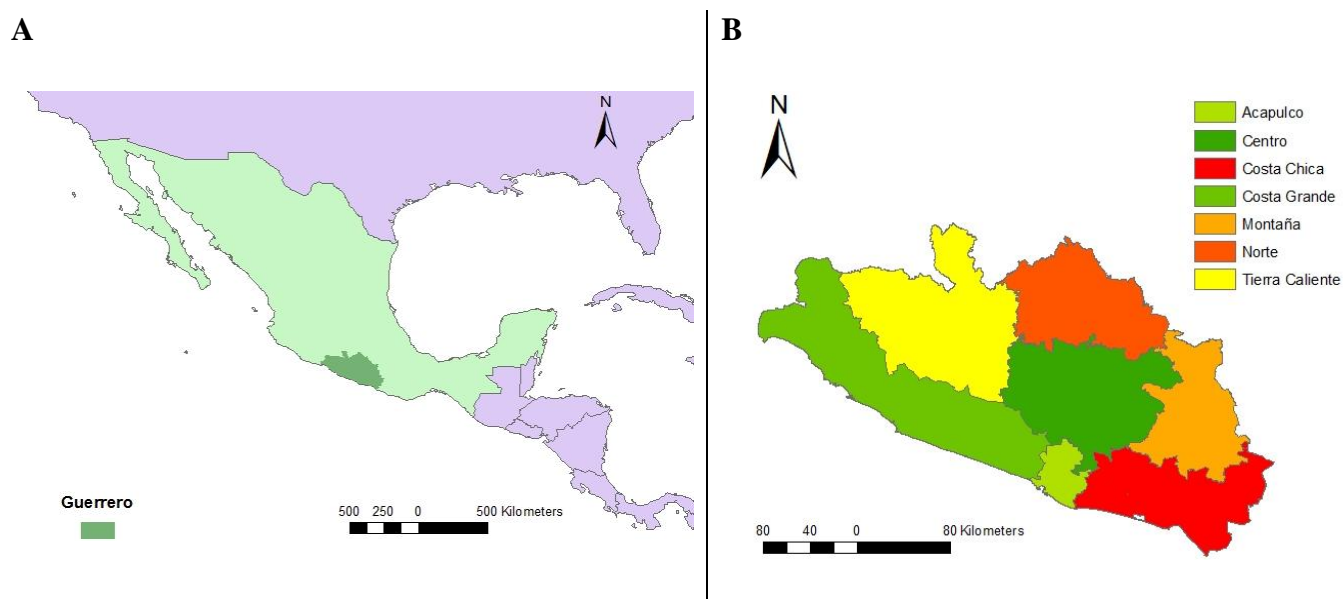 A
N
Guerrero
500 250 0 500 Kilometers
B
N
Acapulco
Centro
Costa Chica
Costa Grande
Montaña
Norte
Tierra Caliente
80 40 0 80 Kilometers